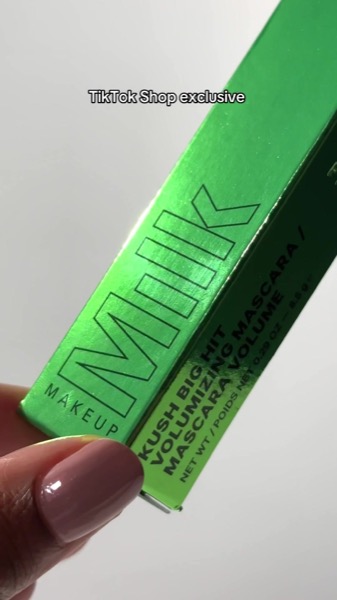 TikTok Shop exclusive
Milk
MAKEUP
KUSH BIG HIT
VOLUMIZING MASCARA /
MASCARA VOLUME
NET WT / POIDS NET